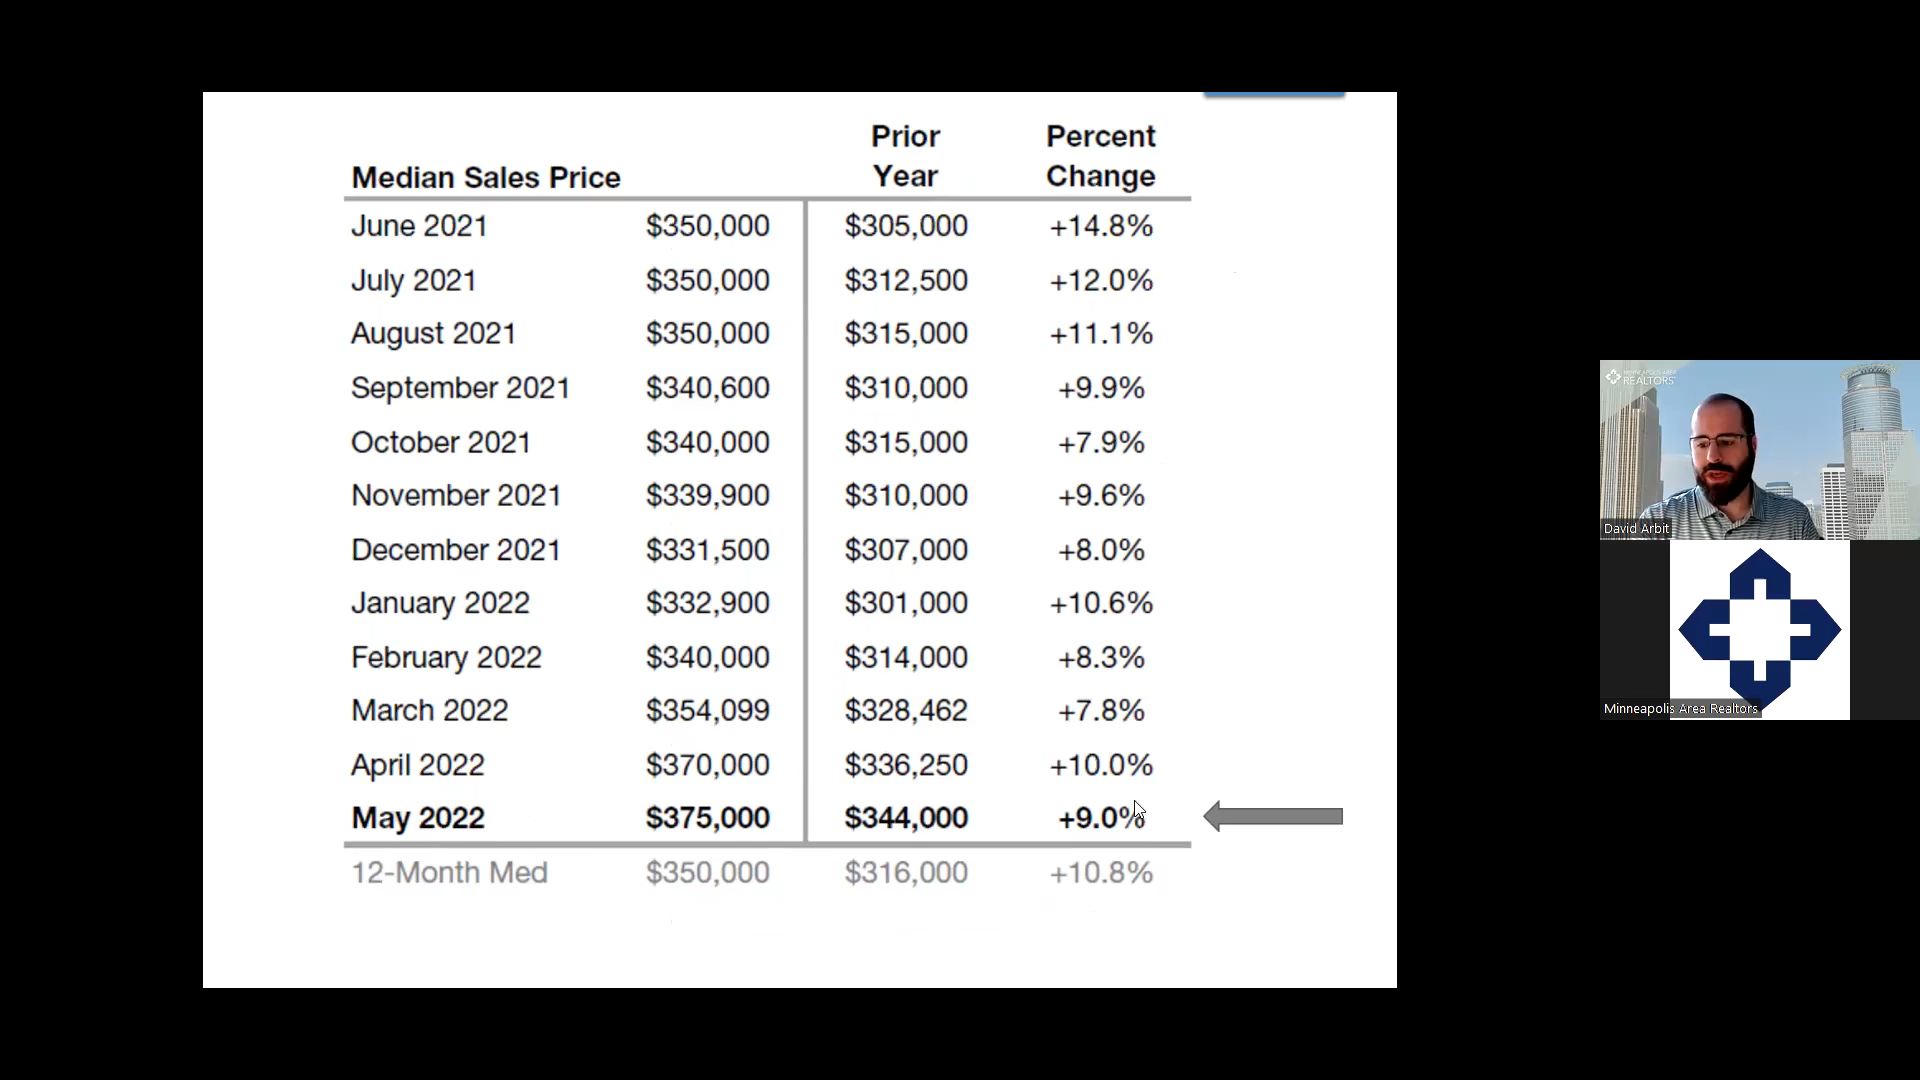 Prior Percent
Median Sales Price Year Change
June 2021 $350,000 $305,000 +14.8%
July 2021 $350,000 $312,500 +12.0%
August 2021 $350,000 $315,000 +11.1%
September 2021 $340,600 $310,000 +9.9%
October 2021 $340,000 $315,000 +7.9%
November 2021 $339,900 $310,000 +9.6%
December 2021 $331,500 $307,000 +8.0%
January 2022 $332,900 $301,000 +10.6%
February 2022 $340,000 $314,000 +8.3%
March 2022 $354,099 $328,462 +7.8%
April 2022 $370,000 $336,250 +10.0%
May 2022 $375,000 $344,000 +9.0%
12-Month Med $350,000 $316,000 +10.8%
MINNEAPOLIS AREA
REALTORS
David Arbit
Minneapolis Area Realtors